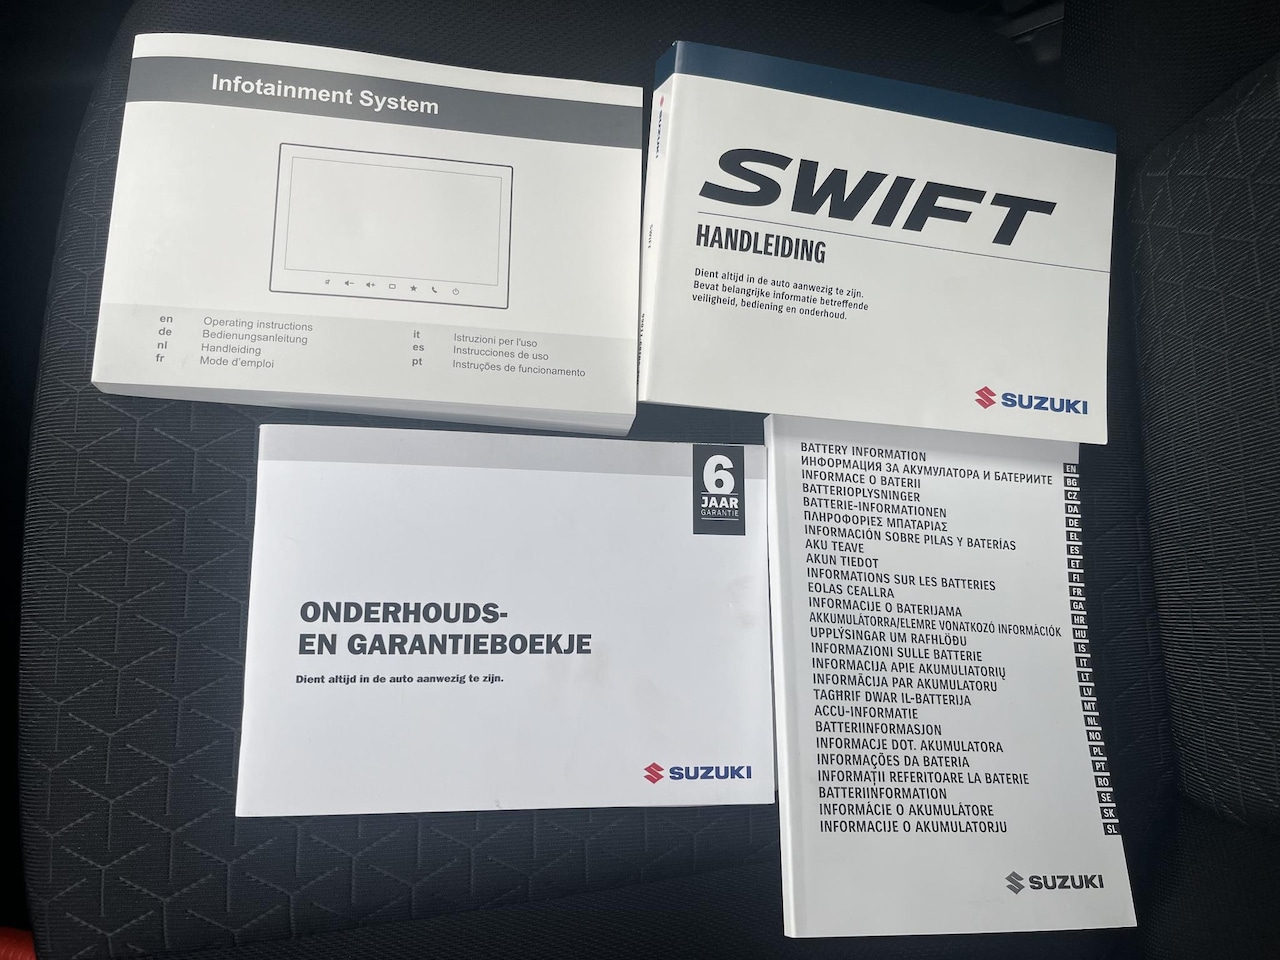 Infotainment System
en Operating instructions
de Bedienungsanleitung
nl Handleiding
fr Mode d'emploi
it Istruzioni per l'uso
es Instrucciones de uso
pt Instruções de funcionamento
SUZUKI
SWIFT
SWIFT
HANDLEIDING
Dient altijd in de auto aanwezig te zijn.
Bevat belangrijke informatie betreffende
veiligheid, bediening en onderhoud.
SUZUKI
6
JAAR
GARANTIE
ONDERHOUDS-
EN GARANTIEBOEKJE
Dient altijd in de auto aanwezig te zijn.
SUZUKI
BATTERY INFORMATION EN
ИНФОРМАЦИЯ ЗА АКУМУЛАТОРА И БАТЕРИИТЕ BG
INFORMACE O BATERII CZ
BATTERIOPLYSNINGER DA
BATTERIE-INFORMATIONEN DE
ΠΛΗΡΟΦΟΡΙΕΣ ΜΠΑΤΑΡΙΑΣ EL
INFORMACIÓN SOBRE PILAS Y BATERÍAS ES
AKU TEAVE ET
AKUN TIEDOT FI
INFORMATIONS SUR LES BATTERIES FR
EOLAS CEALLRA GA
INFORMACIJE O BATERIJAMA HR
AKKUMULÁTORRA/ELEMRE VONATKOZÓ INFORMÁCIÓK HU
UPPLÝSINGAR UM RAFHLÖÐU IS
INFORMAZIONI SULLE BATTERIE IT
INFORMACIJA APIE AKUMULIATORIŲ LT
INFORMĀCIJA PAR AKUMULATORU LV
TAGĦRIF DWAR IL-BATTERIJA MT
ACCU-INFORMATIE NL
BATTERIINFORMASJON NO
INFORMACJE DOT. AKUMULATORA PL
INFORMAÇÕES DA BATERIA PT
INFORMAȚII REFERITOARE LA BATERIE RO
BATTERIINFORMATION SE
INFORMÁCIE O AKUMULÁTORE SK
INFORMACIJE O AKUMULATORJU SL
SUZUKI